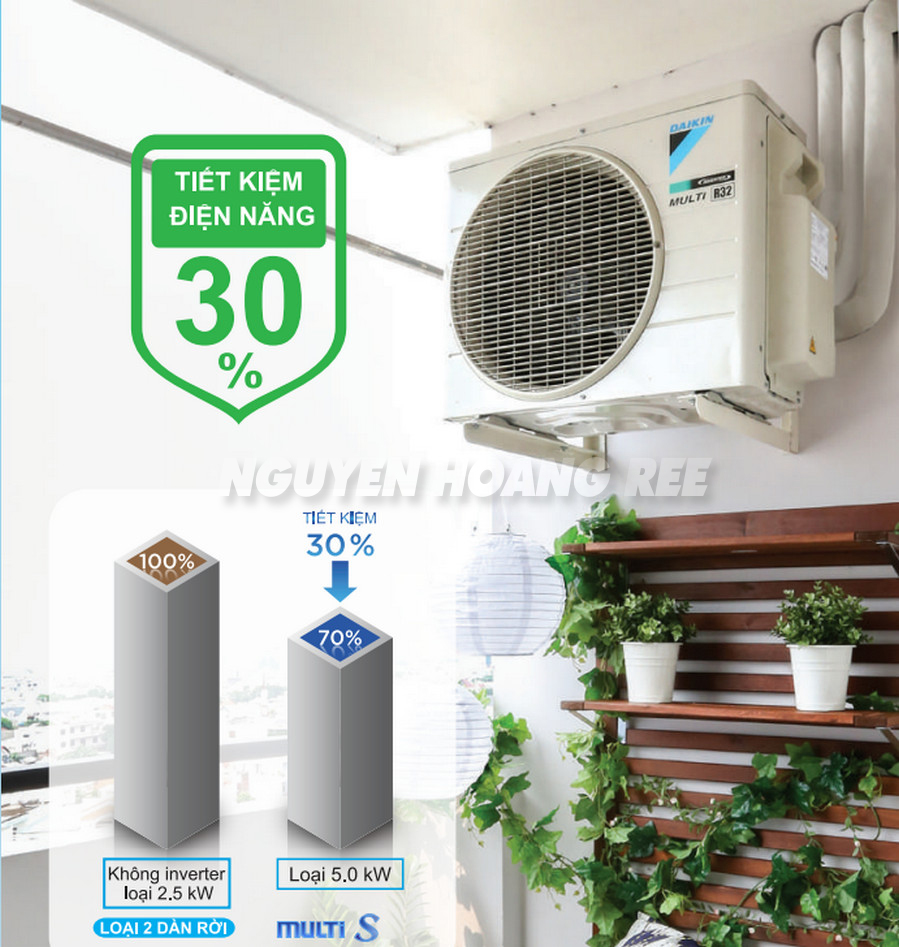 DAIKIN
INVERTER
MULTI R32
TIẾT KIỆM
ĐIỆN NĂNG
30
%
NGUYEN HOANG REE
TIẾT KIỆM
30%
100%
70%
Không inverter
loại 2.5 kW
Loại 5.0 kW
LOẠI 2 DÀN RỜI
MULTI S